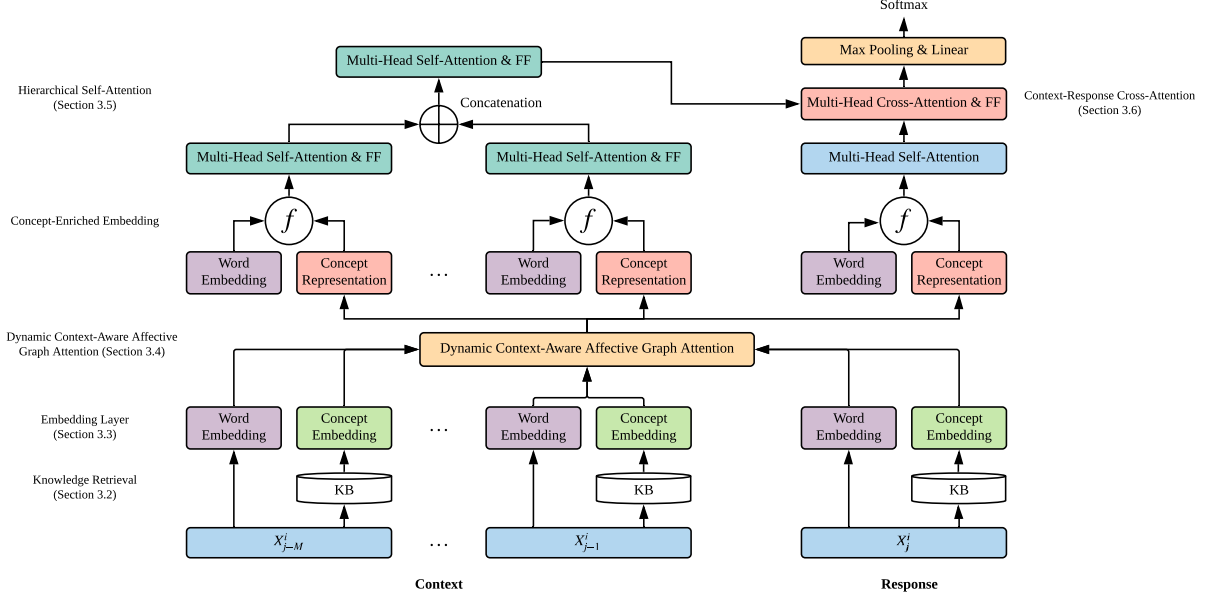 Softmax
Max Pooling & Linear
Multi-Head Self-Attention & FF
Hierarchical Self-Attention
(Section 3.5)
Concatenation
Multi-Head Cross-Attention & FF
Context-Response Cross-Attention
(Section 3.6)
Multi-Head Self-Attention & FF
Multi-Head Self-Attention & FF
Multi-Head Self-Attention
Concept-Enriched Embedding
f
f
f
Word
Embedding
Concept
Representation
...
Word
Embedding
Concept
Representation
Word
Embedding
Concept
Representation
Dynamic Context-Aware Affective
Graph Attention (Section 3.4)
Dynamic Context-Aware Affective Graph Attention
Embedding Layer
(Section 3.3)
Word
Embedding
Concept
Embedding
...
Word
Embedding
Concept
Embedding
Word
Embedding
Concept
Embedding
Knowledge Retrieval
(Section 3.2)
KB
KB
KB
X^i_{j-M}
...
X^i_{j-1}
X^i_j
Context
Response